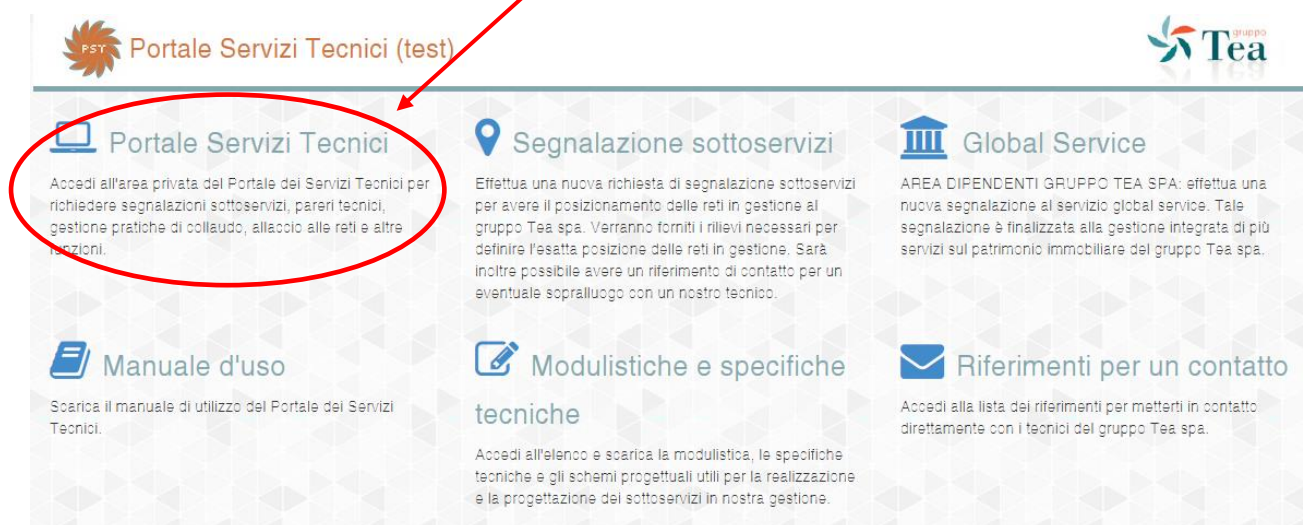 PST
Portale Servizi Tecnici (test)
gruppo
Tea
Portale Servizi Tecnici
Accedi all'area privata del Portale dei Servizi Tecnici per
richiedere segnalazioni sottoservizi, pareri tecnici,
gestione pratiche di collaudo, allaccio alle reti e altre
funzioni.
Segnalazione sottoservizi
Effettua una nuova richiesta di segnalazione sottoservizi
per avere il posizionamento delle reti in gestione al
gruppo Tea spa. Verranno forniti i rilievi necessari per
definire l'esatta posizione delle reti in gestione. Sarà
inoltre possibile avere un riferimento di contatto per un
eventuale sopralluogo con un nostro tecnico.
Global Service
AREA DIPENDENTI GRUPPO TEA SPA: effettua una
nuova segnalazione al servizio global service. Tale
segnalazione è finalizzata alla gestione integrata di più
servizi sul patrimonio immobiliare del gruppo Tea spa.
Manuale d'uso
Scarica il manuale di utilizzo del Portale dei Servizi
Tecnici.
Modulistiche e specifiche
tecniche
Accedi all'elenco e scarica la modulistica, le specifiche
tecniche e gli schemi progettuali utili per la realizzazione
e la progettazione dei sottoservizi in nostra gestione.
Riferimenti per un contatto
Accedi alla lista dei riferimenti per metterti in contatto
direttamente con i tecnici del gruppo Tea spa.